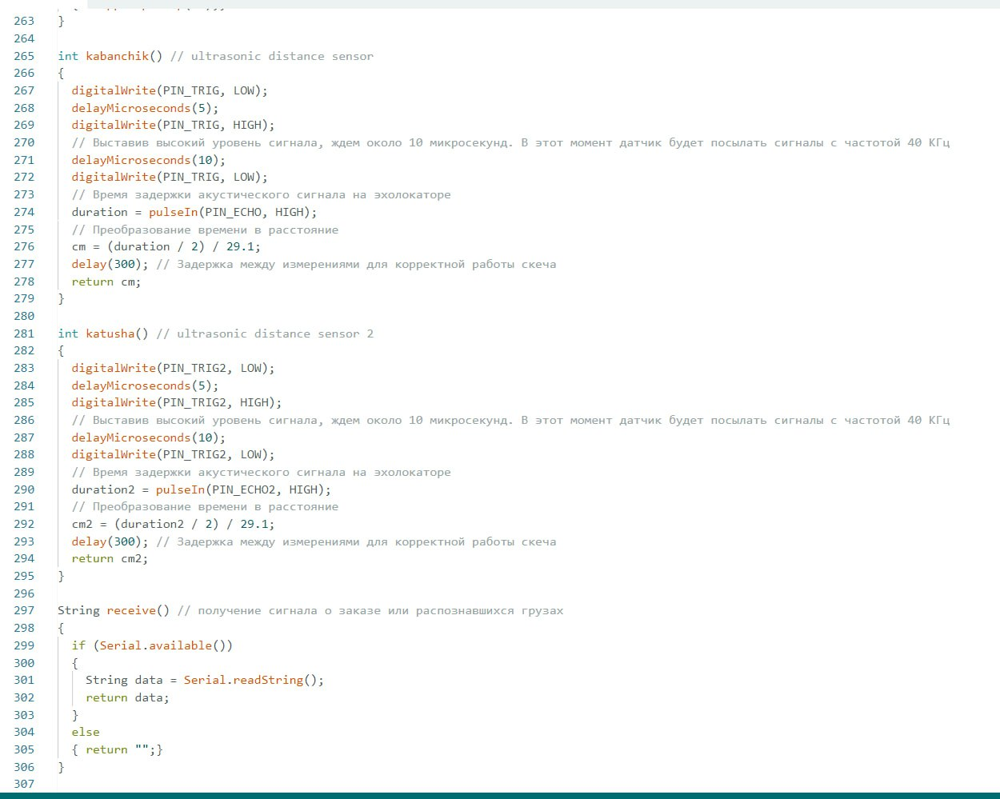 263 }
264
265 int kabanchik() // ultrasonic distance sensor
266 {
267 digitalWrite(PIN_TRIG, LOW);
268 delayMicroseconds(5);
269 digitalWrite(PIN_TRIG, HIGH);
270 // Выставив высокий уровень сигнала, ждем около 10 микросекунд. В этот момент датчик будет посылать сигналы с частотой 40 КГц
271 delayMicroseconds(10);
272 digitalWrite(PIN_TRIG, LOW);
273 // Время задержки акустического сигнала на эхолокаторе
274 duration = pulseIn(PIN_ECHO, HIGH);
275 // Преобразование времени в расстояние
276 cm = (duration / 2) / 29.1;
277 delay(300); // Задержка между измерениями для корректной работы скеча
278 return cm;
279 }
280
281 int katusha() // ultrasonic distance sensor 2
282 {
283 digitalWrite(PIN_TRIG2, LOW);
284 delayMicroseconds(5);
285 digitalWrite(PIN_TRIG2, HIGH);
286 // Выставив высокий уровень сигнала, ждем около 10 микросекунд. В этот момент датчик будет посылать сигналы с частотой 40 КГц
287 delayMicroseconds(10);
288 digitalWrite(PIN_TRIG2, LOW);
289 // Время задержки акустического сигнала на эхолокаторе
290 duration2 = pulseIn(PIN_ECHO2, HIGH);
291 // Преобразование времени в расстояние
292 cm2 = (duration2 / 2) / 29.1;
293 delay(300); // Задержка между измерениями для корректной работы скеча
294 return cm2;
295 }
296
297 String receive() // получение сигнала о заказе или распознавшихся грузах
298 {
299 if (Serial.available())
300 {
301 String data = Serial.readString();
302 return data;
303 }
304 else
305 { return "";}
306 }
307